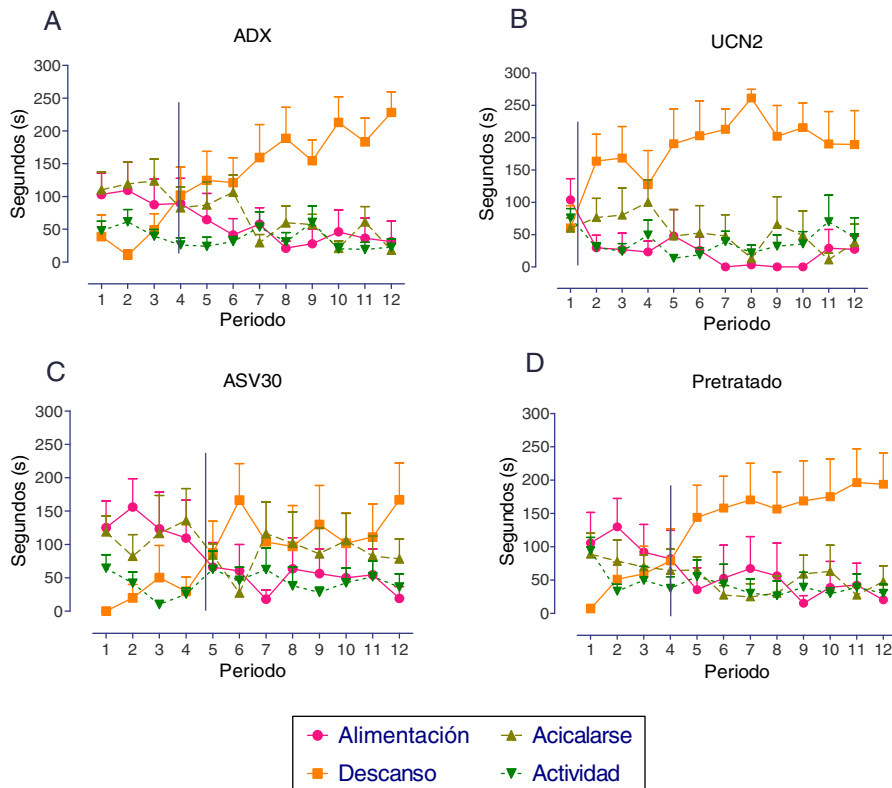 A
ADX
Segundos (s)
300
250
200
150
100
50
0
1 2 3 4 5 6 7 8 9 10 11 12
Periodo
B
UCN2
Segundos (s)
300
250
200
150
100
50
0
1 2 3 4 5 6 7 8 9 10 11 12
Periodo
C
ASV30
Segundos (s)
300
250
200
150
100
50
0
1 2 3 4 5 6 7 8 9 10 11 12
Periodo
D
Pretratado
Segundos (s)
300
250
200
150
100
50
0
1 2 3 4 5 6 7 8 9 10 11 12
Periodo
Alimentación
Acicalarse
Descanso
Actividad